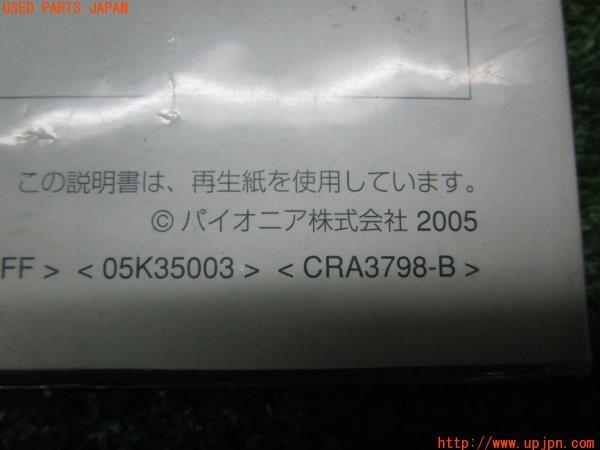 USED PARTS JAPAN
この説明書は、再生紙を使用しています。
© パイオニア株式会社 2005
FF > < 05K35003 > < CRA3798-B >
http://www.upjpn.com/